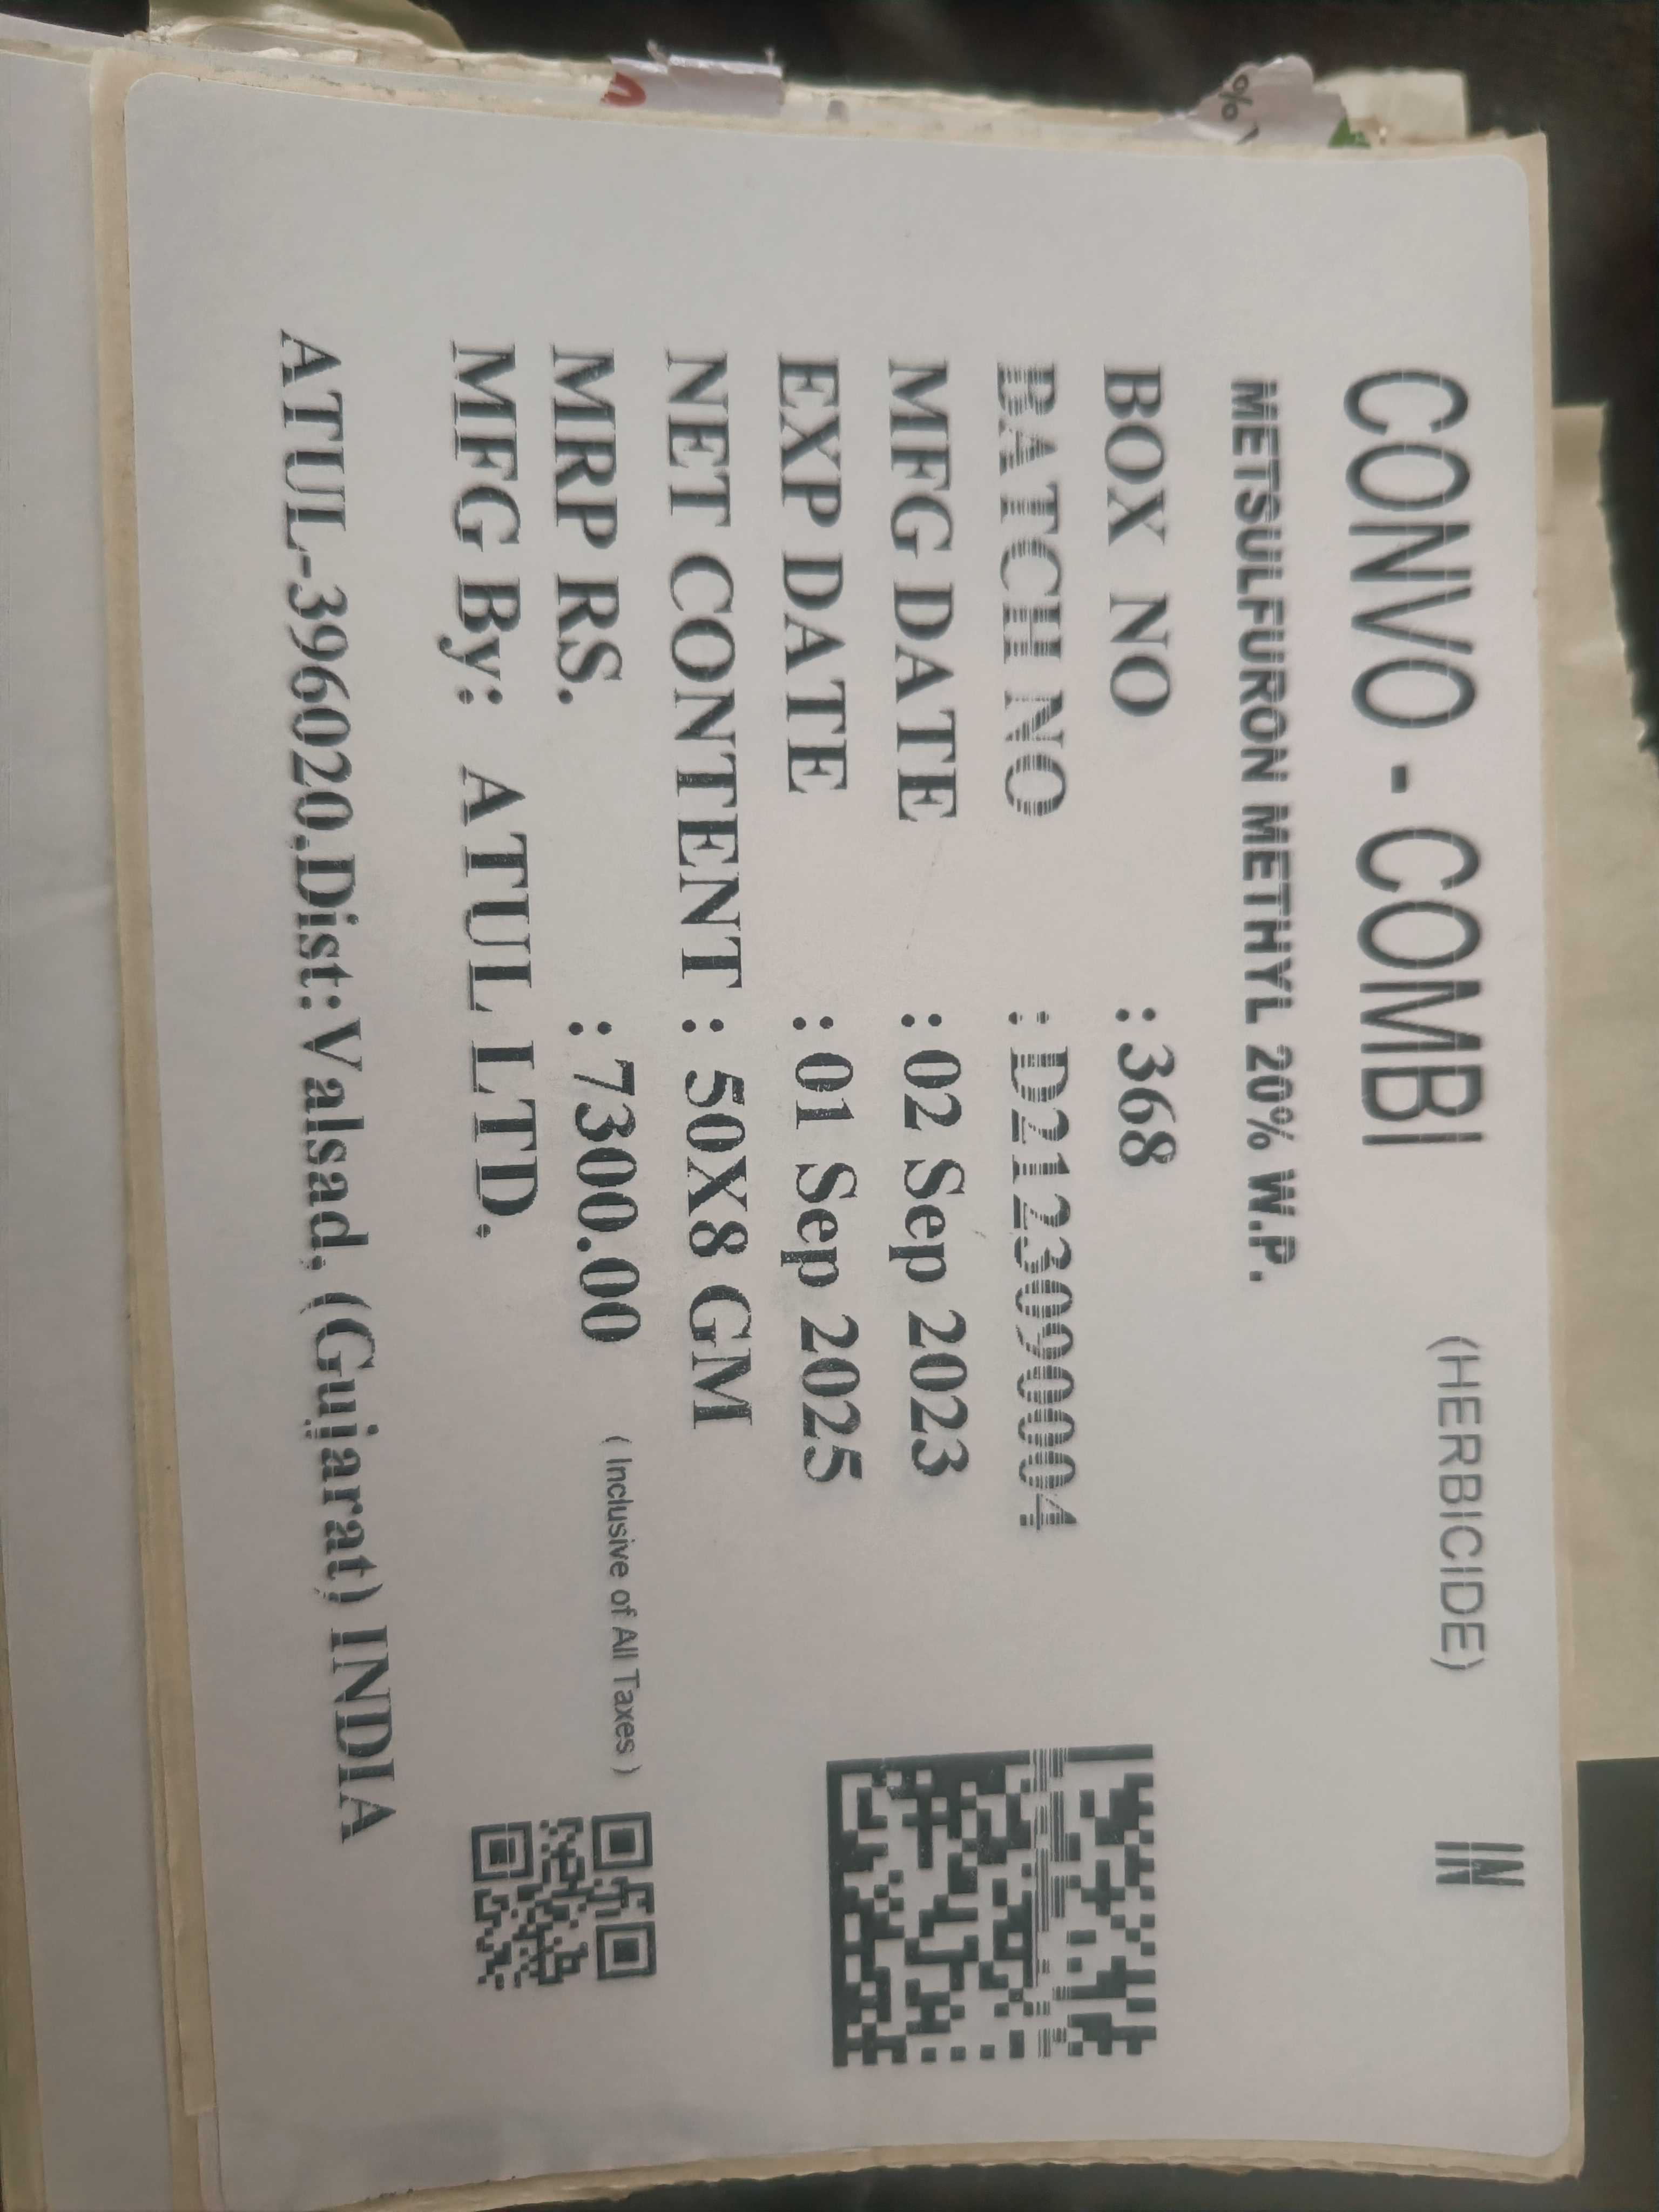 CONVO - COMBI (HERBICIDE) IN
METSULFURON METHYL 20% W.P.
BOX NO : 368
BATCH NO : D2123090004
MFG DATE : 02 Sep 2023
EXP DATE : 01 Sep 2025
NET CONTENT : 50X8 GM
MRP RS. : 7300.00 ( Inclusive of All Taxes )
MFG By: ATUL LTD.
ATUL-396020.Dist:Valsad. (Gujarat) INDIA
%